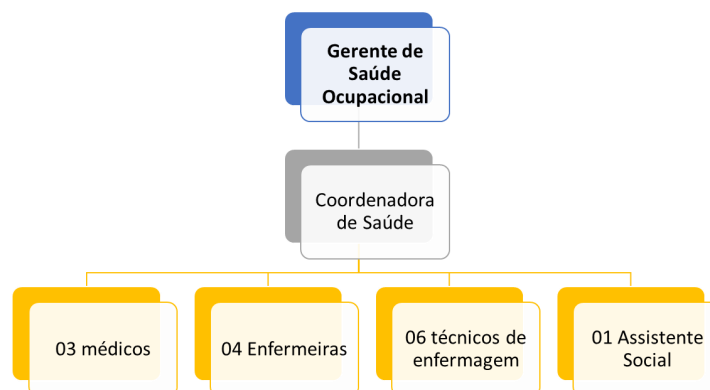 Gerente de
Saúde
Ocupacional
Coordenadora
de Saúde
03 médicos
04 Enfermeiras
06 técnicos de
enfermagem
01 Assistente
Social